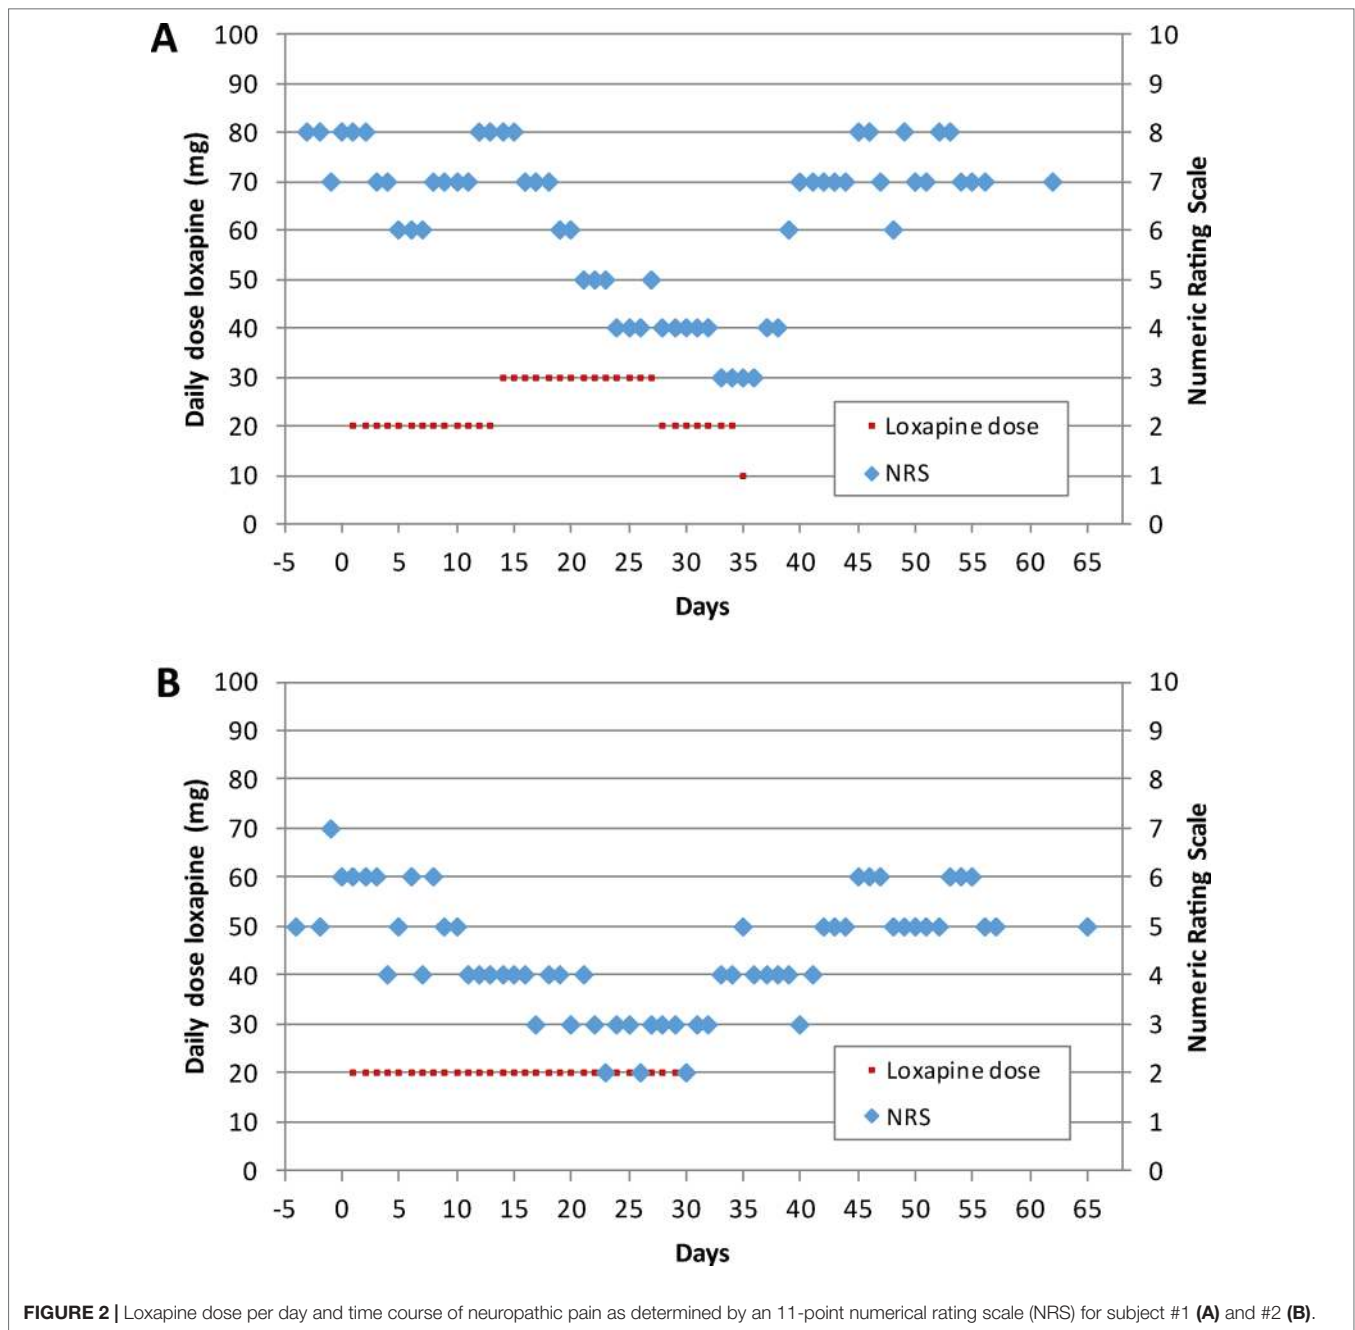 A
100
90
80
70
60
50
40
30
20
10
0
Daily dose loxapine (mg)
10
9
8
7
6
5
4
3
2
1
0
Numeric Rating Scale
Loxapine dose
NRS
-5 0 5 10 15 20 25 30 35 40 45 50 55 60 65
Days
B
100
90
80
70
60
50
40
30
20
10
0
Daily dose loxapine (mg)
10
9
8
7
6
5
4
3
2
1
0
Numeric Rating Scale
Loxapine dose
NRS
-5 0 5 10 15 20 25 30 35 40 45 50 55 60 65
Days
FIGURE 2 | Loxapine dose per day and time course of neuropathic pain as determined by an 11-point numerical rating scale (NRS) for subject #1 (A) and #2 (B).